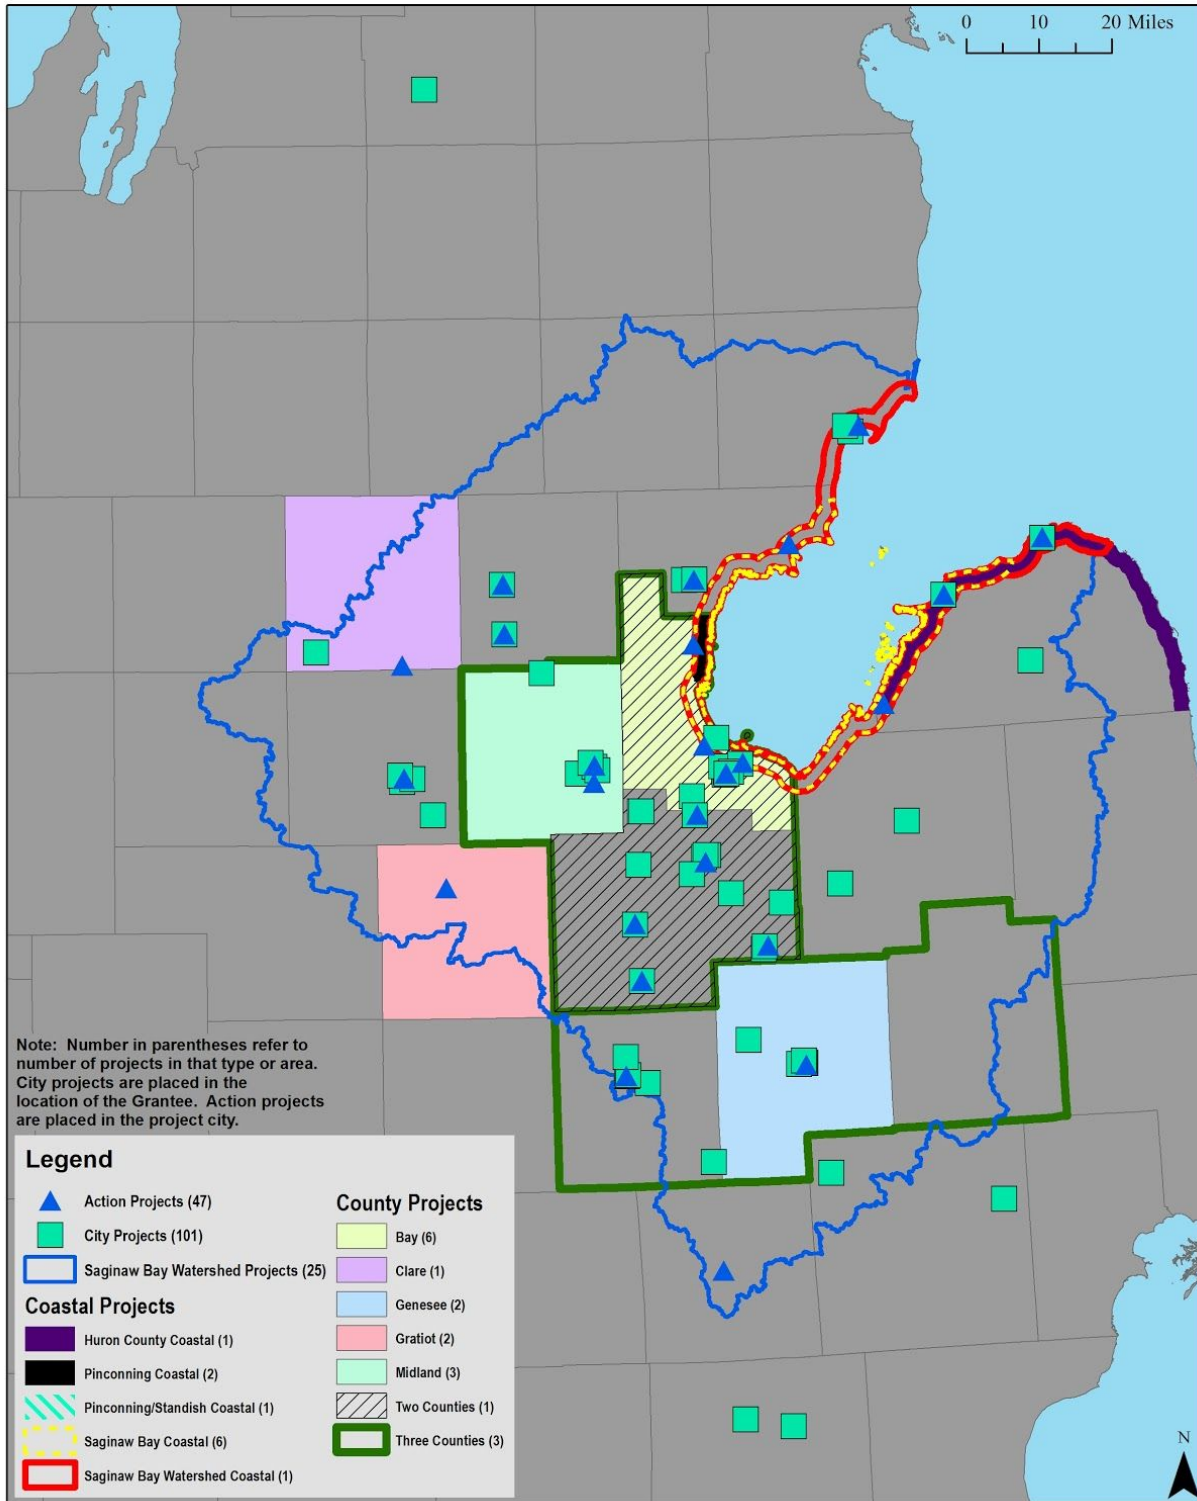 0 10 20 Miles
Note: Number in parentheses refer to
number of projects in that type or area.
City projects are placed in the
location of the Grantee. Action projects
are placed in the project city.
Legend
Action Projects (47)
City Projects (101)
Saginaw Bay Watershed Projects (25)
Coastal Projects
Huron County Coastal (1)
Pinconning Coastal (2)
Pinconning/Standish Coastal (1)
Saginaw Bay Coastal (6)
Saginaw Bay Watershed Coastal (1)
County Projects
Bay (6)
Clare (1)
Genesee (2)
Gratiot (2)
Midland (3)
Two Counties (1)
Three Counties (3)
N